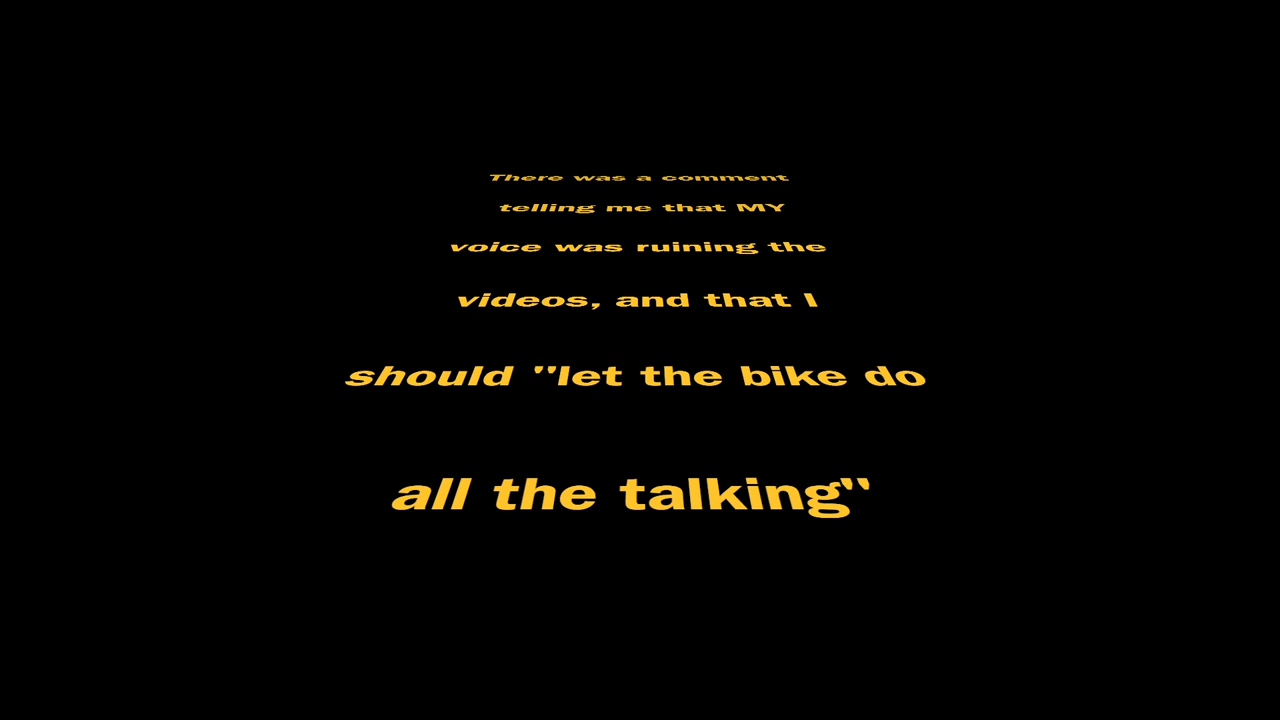 There was a comment
telling me that MY
voice was ruining the
videos, and that I
should "let the bike do
all the talking"